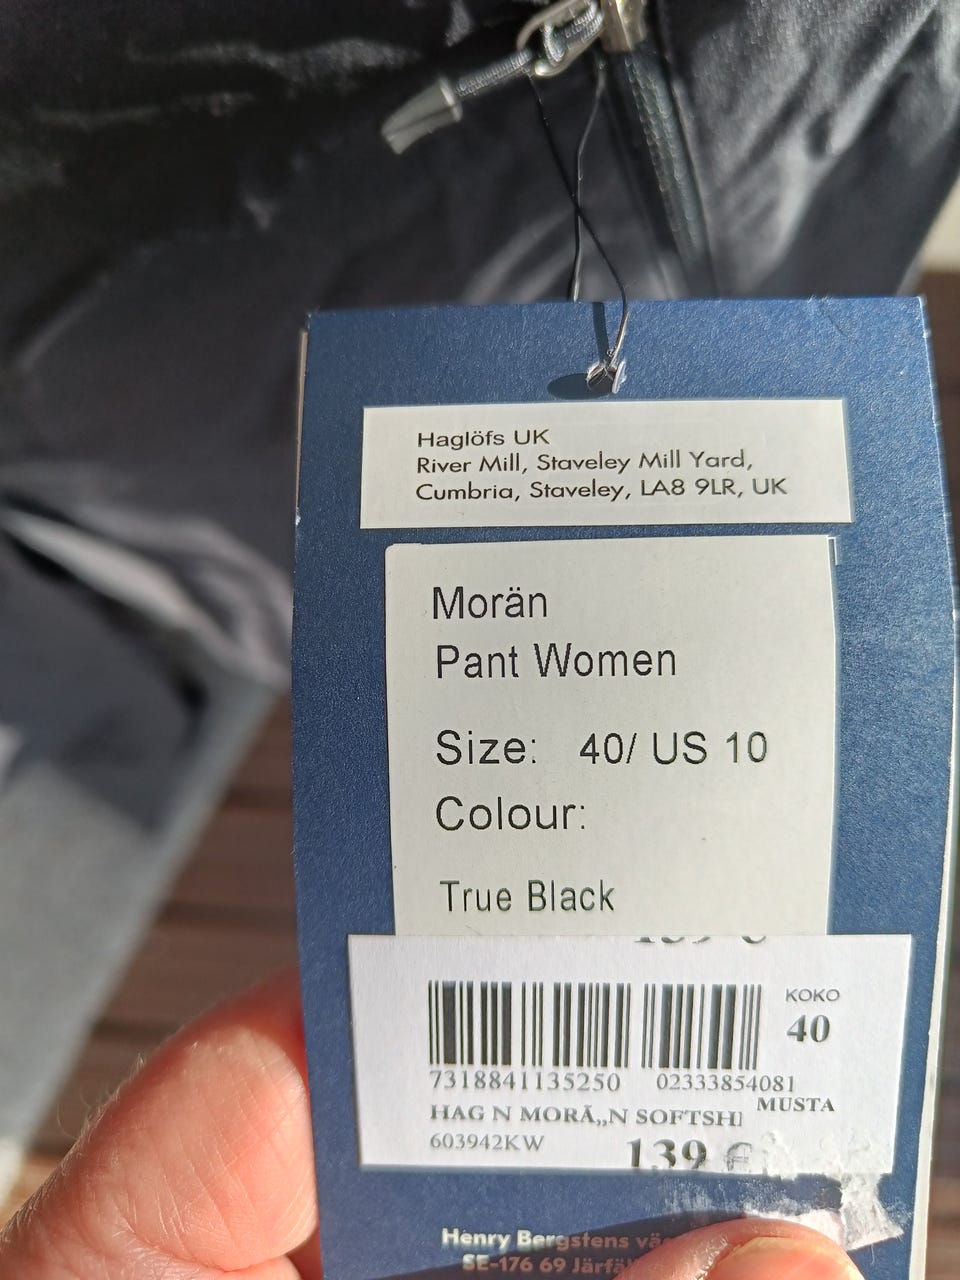 Haglöfs UK
River Mill, Staveley Mill Yard,
Cumbria, Staveley, LA8 9LR, UK
Morän
Pant Women
Size: 40/ US 10
Colour:
True Black
KOKO
40
7318841135250 02333854081
HAG N MORÃ„N SOFTSH
MUSTA
603942KW
139 €
Henry Bergstens
SE-176 69